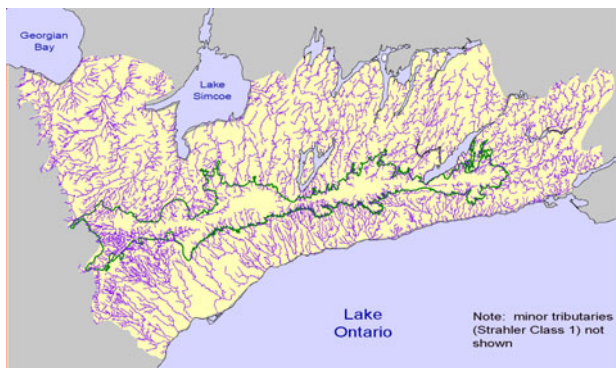 Georgian
Bay
Lake
Simcoe
Lake
Ontario
Note: minor tributaries
(Strahler Class 1) not
shown